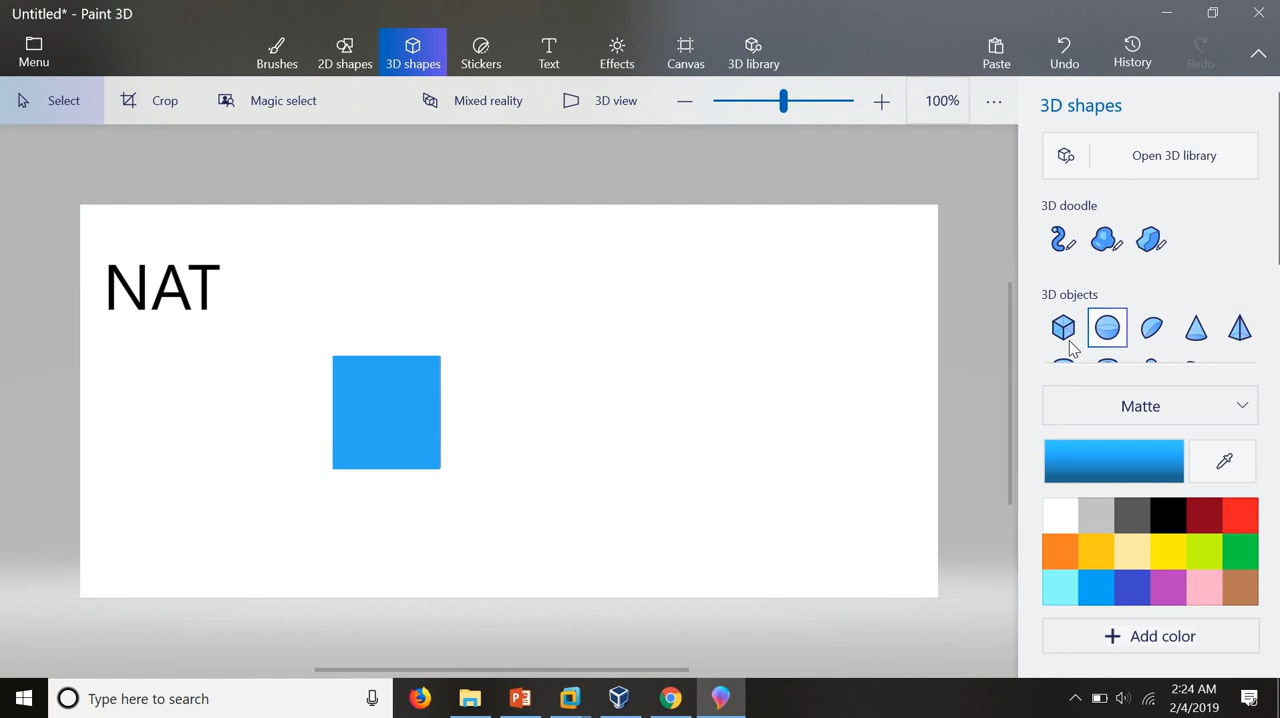 Untitled* - Paint 3D
Menu
Brushes
2D shapes
3D shapes
Stickers
Text
Effects
Canvas
3D library
Paste
Undo
History
Redo
Select
Crop
Magic select
Mixed reality
3D view
100%
3D shapes
Open 3D library
3D doodle
3D objects
Matte
Add color
NAT
Type here to search
2:24 AM
2/4/2019